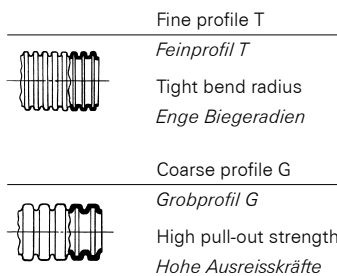 Fine profile T
Feinprofil T
Tight bend radius
Enge Biegeradien
Coarse profile G
Grobprofil G
High pull-out strength
Hohe Ausreisskräfte